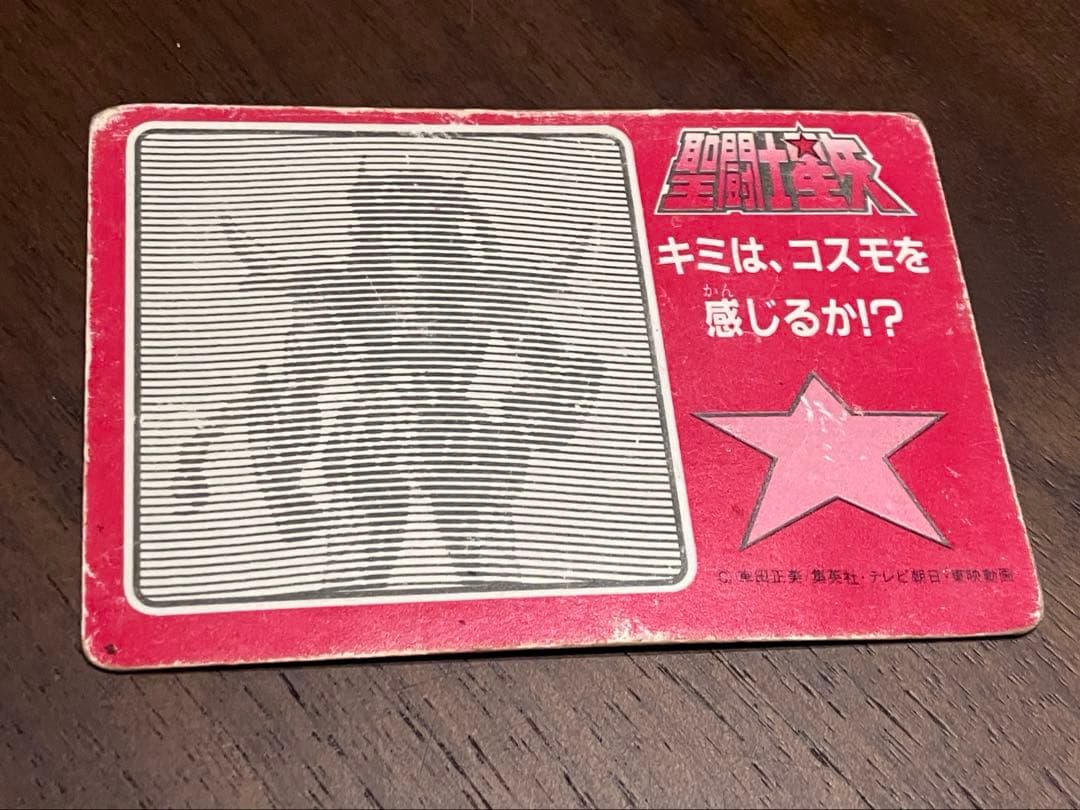 聖闘士星矢
キミは、コスモを
かん
感じるか!?
C. 車田正美/集英社・テレビ朝日・東映動画